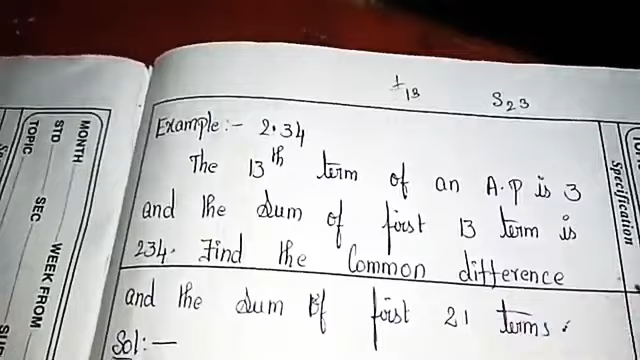 t13 S23
Example:- 2.34
The 13th term of an A.P is 3
and the sum of first 13 term is
234. Find the Common difference
and the sum of first 21 terms.
Sol:—
Specification
MONTH
STD SEC WEEK FROM
TOPIC